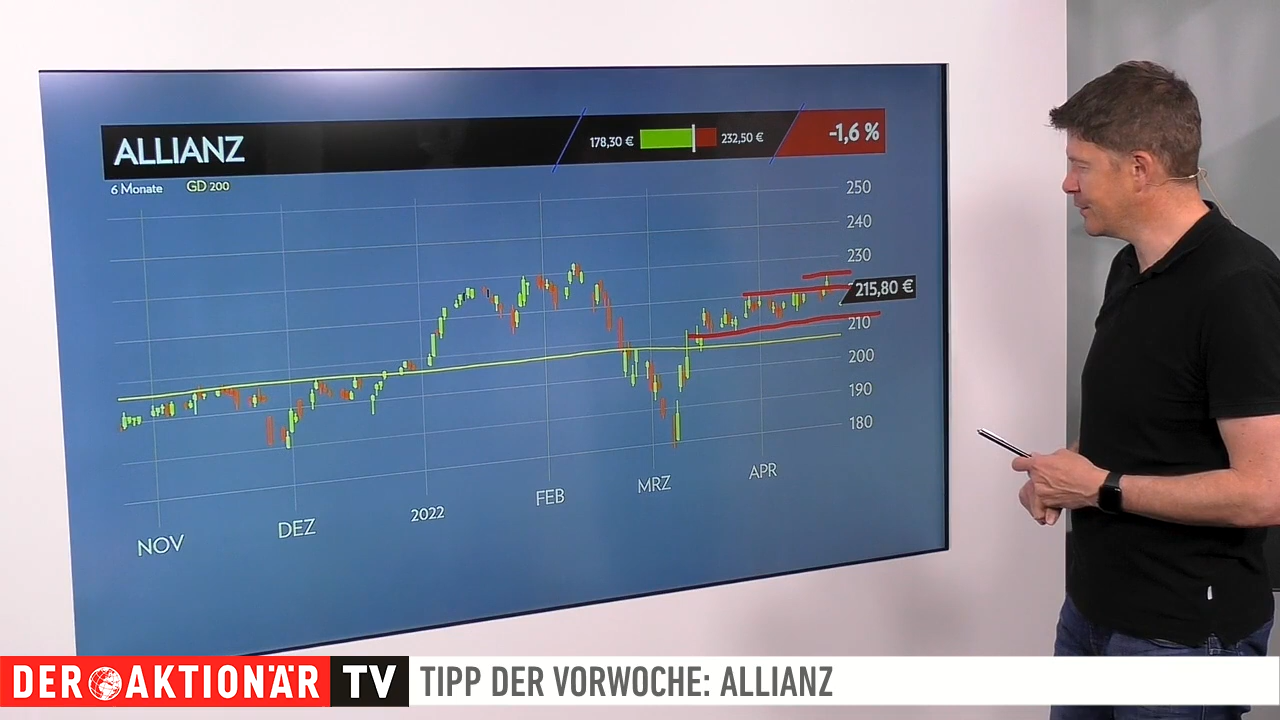 ALLIANZ
178,30 € 232,50 € -1,6 %
6 Monate GD 200
250
240
230
215,80 €
210
200
190
180
NOV DEZ 2022 FEB MRZ APR
DER AKTIONÄR TV TIPP DER VORWOCHE: ALLIANZ